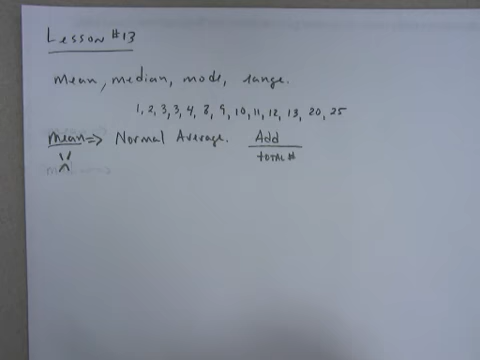 Lesson #13
mean, median, mode, range.
1, 2, 3, 3, 4, 8, 9, 10, 11, 12, 13, 20, 25
mean => Normal Average. Add
TOTAL #